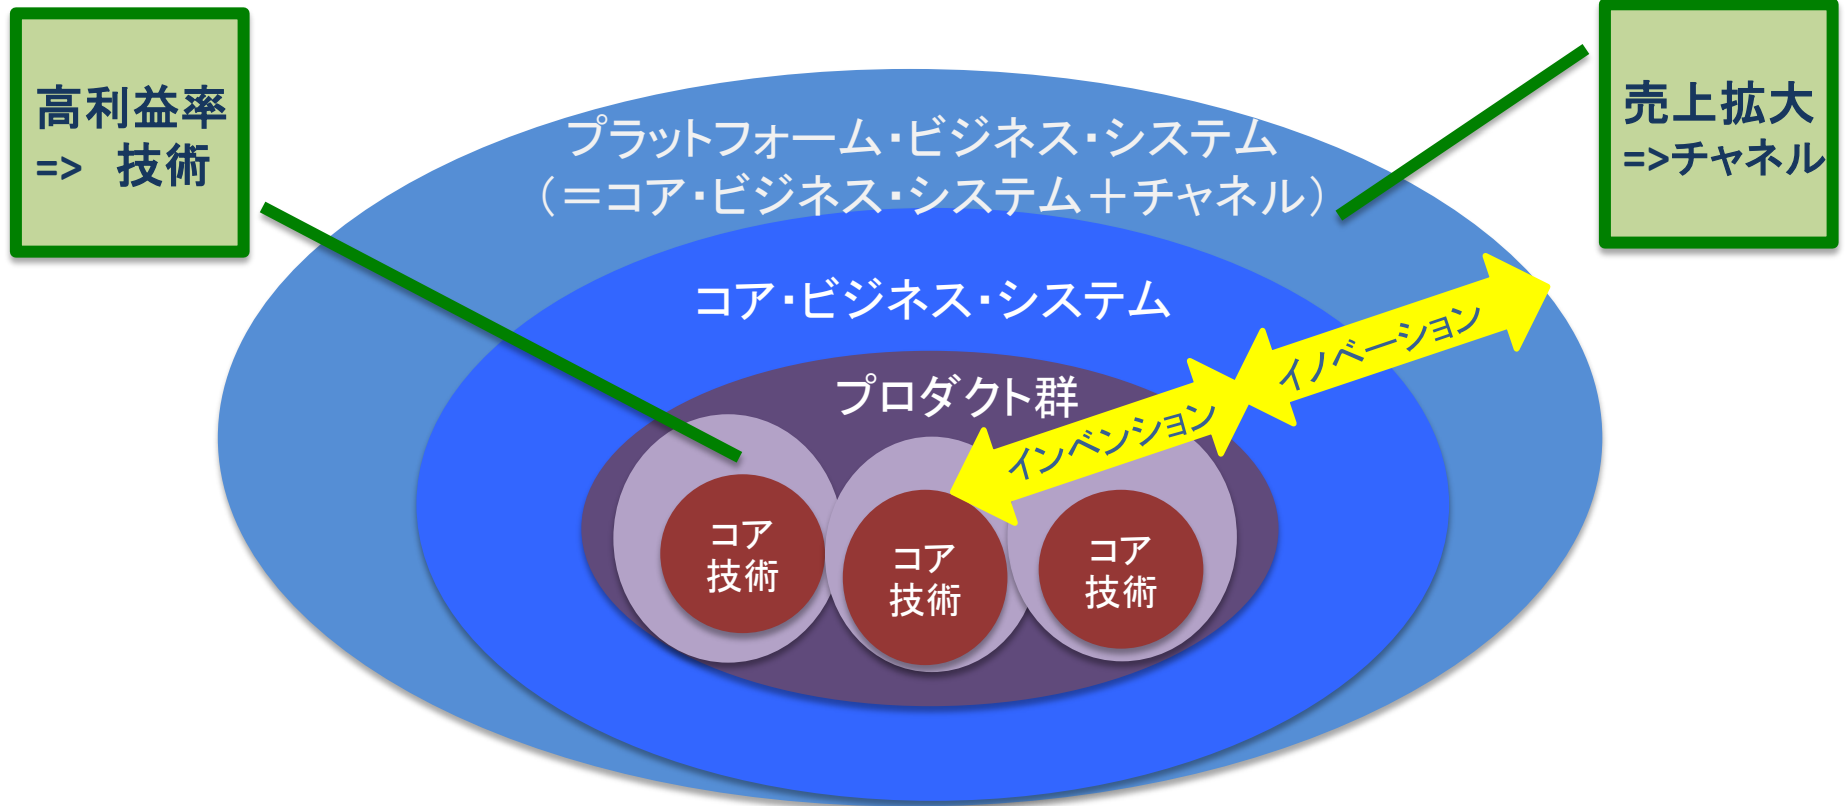 高利益率
=> 技術
売上拡大
=>チャネル
プラットフォーム・ビジネス・システム
（＝コア・ビジネス・システム＋チャネル）
コア・ビジネス・システム
イノベーション
プロダクト群
インベンション
コア
技術
コア
技術
コア
技術